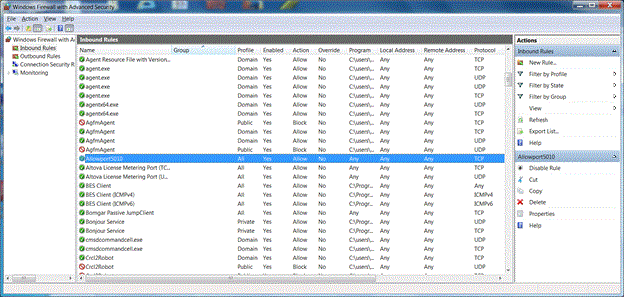 Windows Firewall with Advanced Security
File Action View Help
Windows Firewall with A
Inbound Rules
Outbound Rules
Connection Security R
Monitoring
Inbound Rules
Name Group Profile Enabled Action Override Program Local Address Remote Address Protocol
Agent Resource File with Version... Domain Yes Allow No C:\users\... Any Any TCP
agent.exe Domain Yes Allow No C:\users\... Any Any TCP
agent.exe Domain Yes Allow No C:\users\... Any Any UDP
agent.exe Domain Yes Allow No C:\users\... Any Any TCP
agent.exe Domain Yes Allow No C:\users\... Any Any UDP
agentx64.exe Domain Yes Allow No C:\users\... Any Any UDP
agentx64.exe Domain Yes Allow No C:\users\... Any Any TCP
AgfmAgent Public Yes Block No C:\users\... Any Any TCP
AgfmAgent Domain Yes Allow No C:\users\... Any Any TCP
AgfmAgent Domain Yes Allow No C:\users\... Any Any UDP
AgfmAgent Public Yes Block No C:\users\... Any Any UDP
Allowport5010 All Yes Allow No Any Any Any TCP
Altova License Metering Port (TC... All Yes Allow No Any Any Any TCP
Altova License Metering Port (U... All Yes Allow No Any Any Any UDP
BES Client All Yes Allow No C:\Progr... Any Any Any
BES Client (ICMPv4) All Yes Allow No C:\Progr... Any Any ICMPv4
BES Client (ICMPv6) All Yes Allow No C:\Progr... Any Any ICMPv6
Bomgar Passive JumpClient All Yes Allow No Any Any Any TCP
Bonjour Service Private Yes Allow No C:\Progr... Any Any UDP
Bonjour Service Private Yes Allow No C:\Progr... Any Any TCP
cmsdcommandcell.exe Domain Yes Allow No C:\users\... Any Any TCP
cmsdcommandcell.exe Domain Yes Allow No C:\users\... Any Any UDP
Crcl2Robot Domain Yes Allow No C:\users\... Any Any UDP
Crcl2Robot Public Yes Block No C:\users\... Any Any TCP
Actions
Inbound Rules
New Rule...
Filter by Profile
Filter by State
Filter by Group
View
Refresh
Export List...
Help
Allowport5010
Disable Rule
Cut
Copy
Delete
Properties
Help